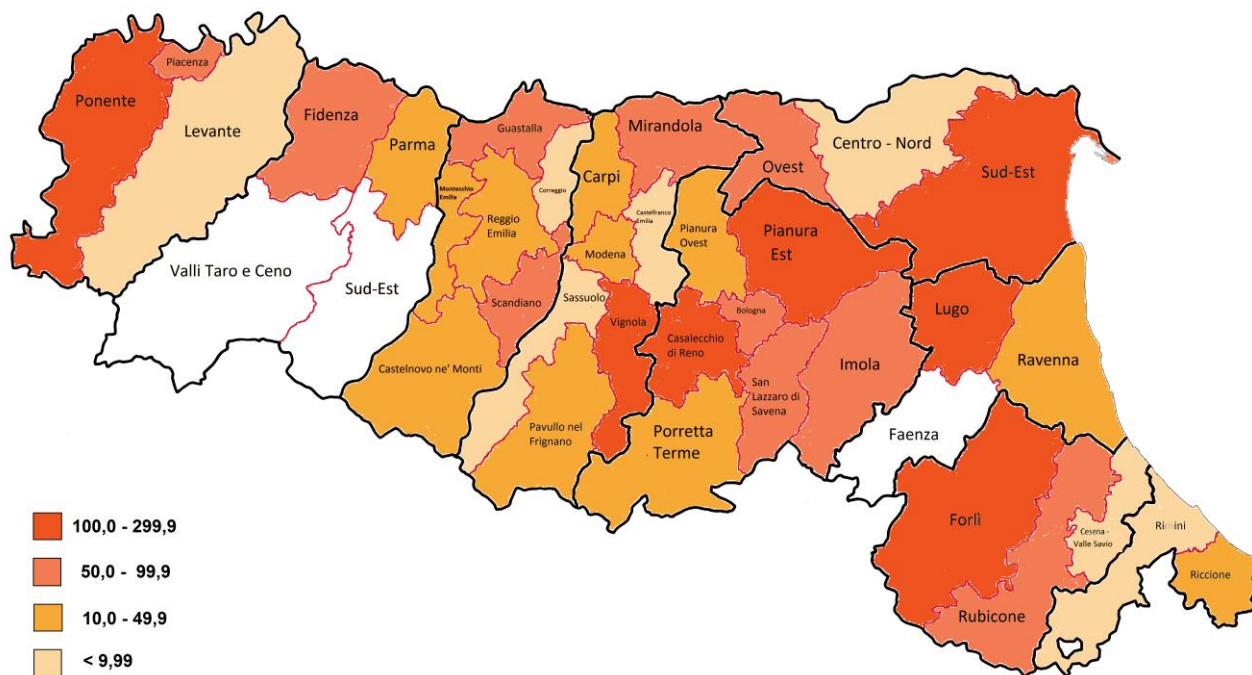 Piacenza
Ponente
Levante
Fidenza
Parma
Guastalla
Mirandola
Centro - Nord
Ovest
Sud-Est
Montecchio
Emilia
Correggio
Carpi
Castelfranco
Emilia
Reggio
Emilia
Modena
Pianura
Ovest
Pianura
Est
Valli Taro e Ceno
Sud-Est
Scandiano
Sassuolo
Vignola
Bologna
Casalecchio
di Reno
Lugo
Ravenna
Castelnovo ne' Monti
San
Lazzaro di
Savena
Imola
Pavullo nel
Frignano
Porretta
Terme
Faenza
Forlì
Cesena -
Valle Savio
Rimini
Riccione
Rubicone
100,0 - 299,9
50,0 - 99,9
10,0 - 49,9
< 9,99